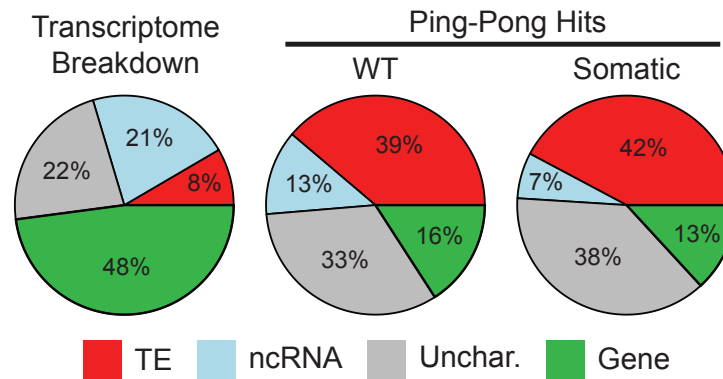 Transcriptome
Breakdown
Ping-Pong Hits
WT
Somatic
21%
22%
8%
48%
39%
13%
33%
16%
42%
7%
38%
13%
TE
ncRNA
Unchar.
Gene